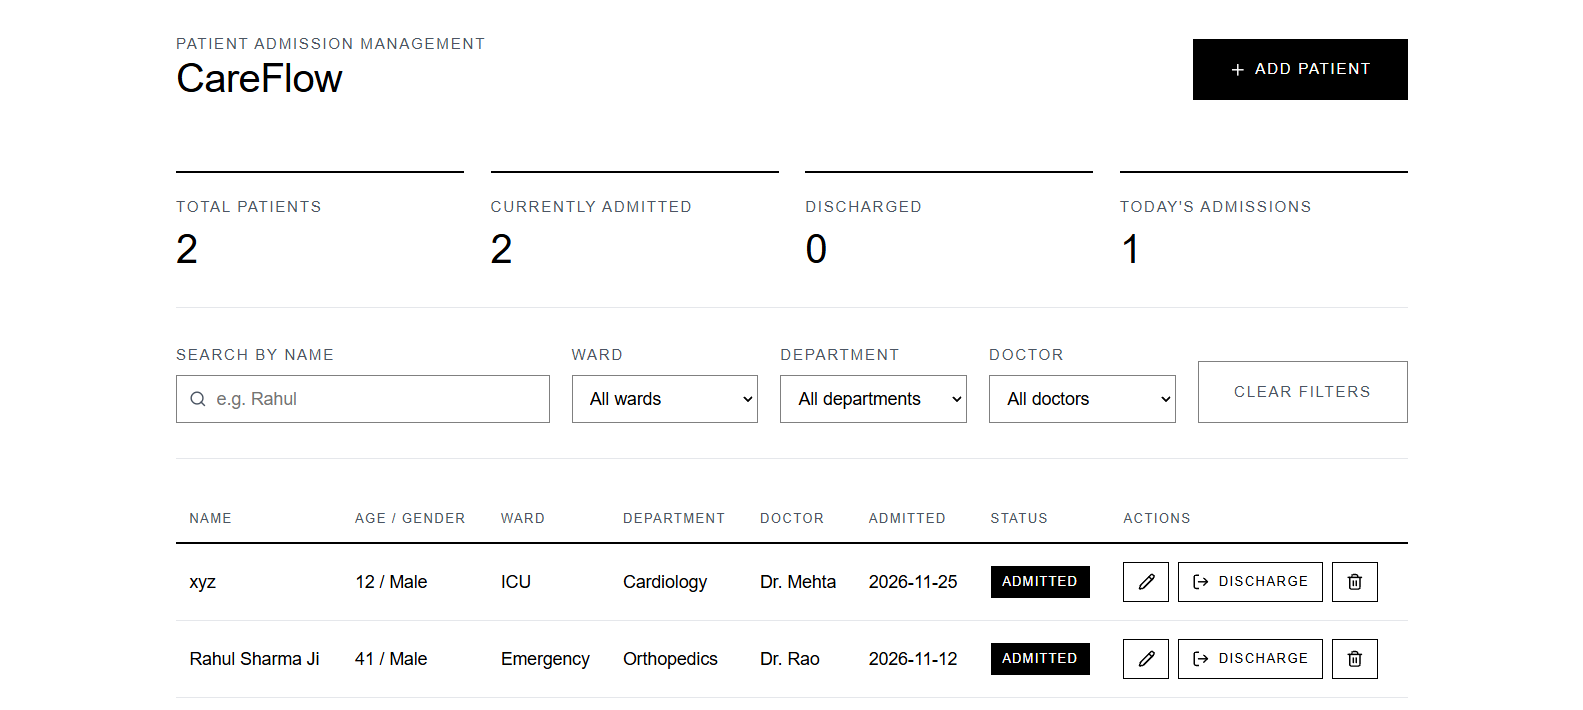 PATIENT ADMISSION MANAGEMENT
CareFlow
+ ADD PATIENT
TOTAL PATIENTS CURRENTLY ADMITTED DISCHARGED TODAY'S ADMISSIONS
2 2 0 1
SEARCH BY NAME WARD DEPARTMENT DOCTOR
e.g. Rahul All wards All departments All doctors CLEAR FILTERS
NAME AGE / GENDER WARD DEPARTMENT DOCTOR ADMITTED STATUS ACTIONS
xyz 12 / Male ICU Cardiology Dr. Mehta 2026-11-25 ADMITTED DISCHARGE
Rahul Sharma Ji 41 / Male Emergency Orthopedics Dr. Rao 2026-11-12 ADMITTED DISCHARGE